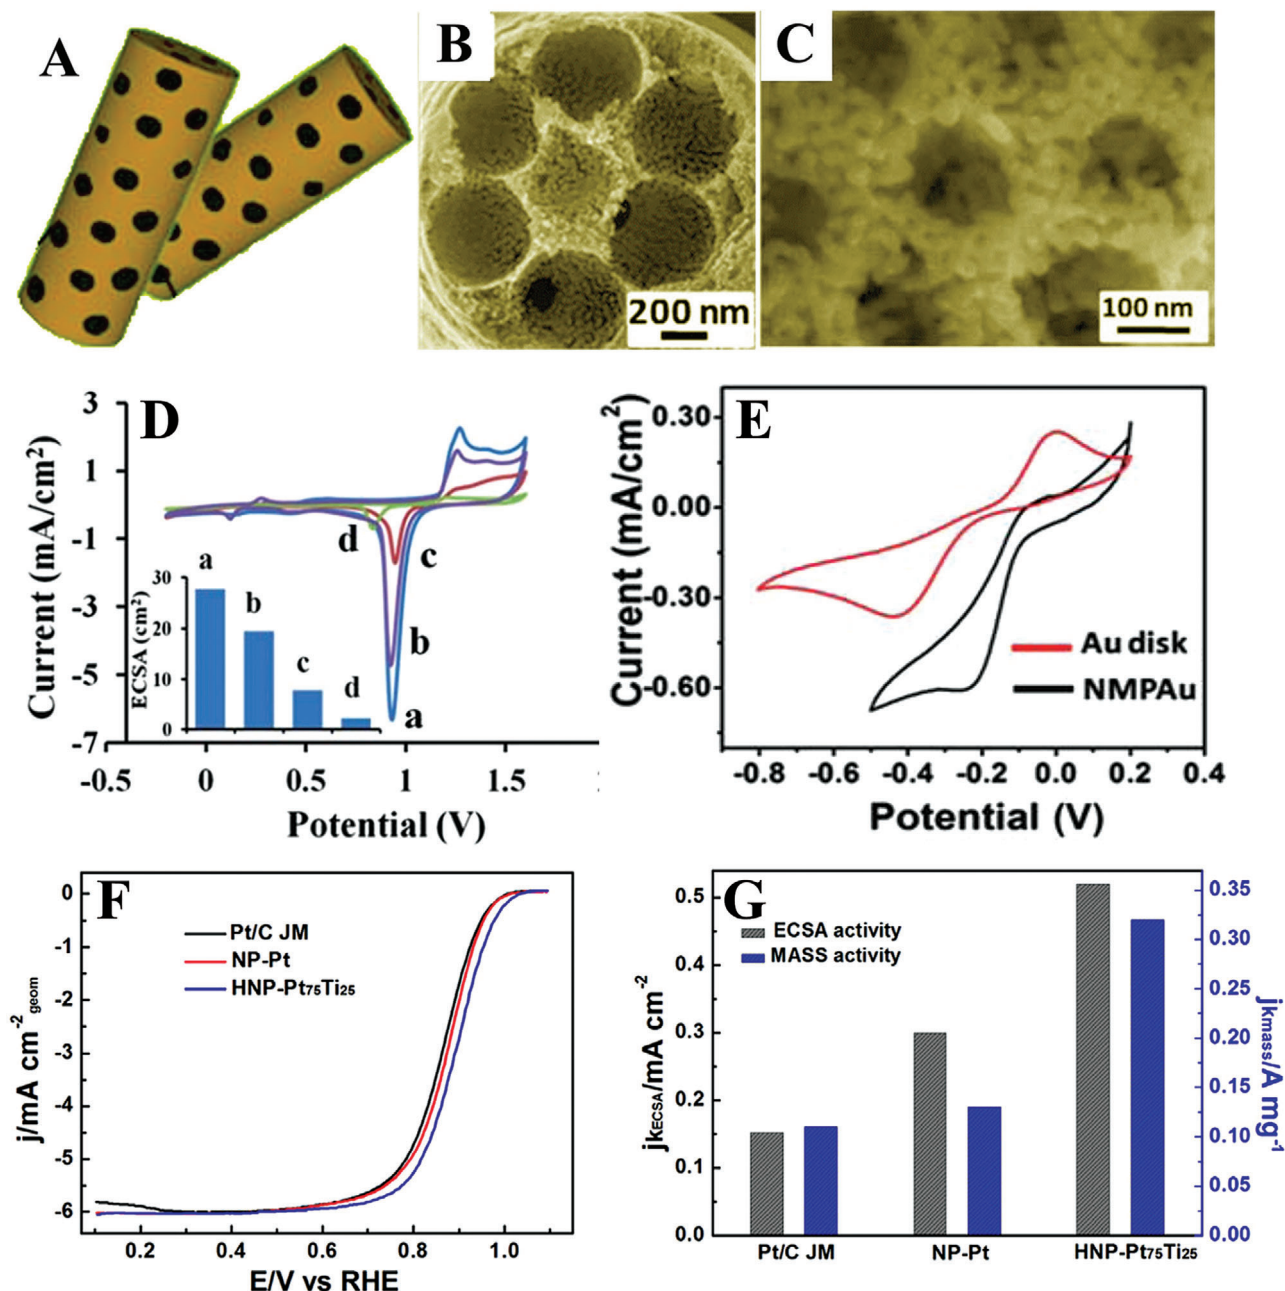 A
B
200 nm
C
100 nm
D
Current (mA/cm²)
3
1
-1
-3
-5
-7
-0.5
0
0.5
1
1.5
Potential (V)
d
c
b
a
ECSA (cm²)
30
20
10
0
a
b
c
d
E
Current (mA/cm²)
0.30
0.00
-0.30
-0.60
Au disk
NMPAu
-0.8
-0.6
-0.4
-0.2
0.0
0.2
0.4
Potential (V)
F
j/mA cm⁻²geom
0
-1
-2
-3
-4
-5
-6
Pt/C JM
NP-Pt
HNP-Pt₇₅Ti₂₅
0.2
0.4
0.6
0.8
1.0
E/V vs RHE
G
jkECSA/mA cm⁻²
0.5
0.4
0.3
0.2
0.1
0.0
ECSA activity
MASS activity
0.35
0.30
0.25
0.20
0.15
0.10
0.05
0.00
jkmass/A mg⁻¹
Pt/C JM
NP-Pt
HNP-Pt₇₅Ti₂₅